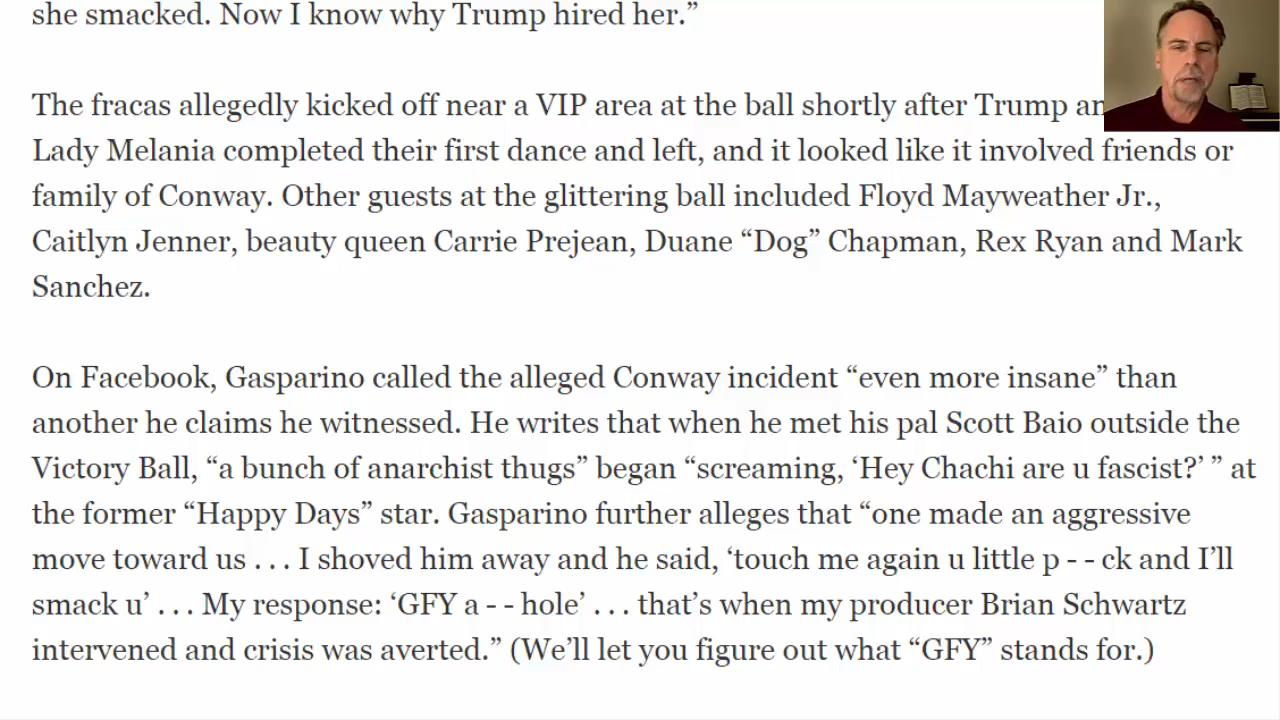 she smacked. Now I know why Trump hired her.”
The fracas allegedly kicked off near a VIP area at the ball shortly after Trump an
Lady Melania completed their first dance and left, and it looked like it involved friends or
family of Conway. Other guests at the glittering ball included Floyd Mayweather Jr.,
Caitlyn Jenner, beauty queen Carrie Prejean, Duane “Dog” Chapman, Rex Ryan and Mark
Sanchez.
On Facebook, Gasparino called the alleged Conway incident “even more insane” than
another he claims he witnessed. He writes that when he met his pal Scott Baio outside the
Victory Ball, “a bunch of anarchist thugs” began “screaming, ‘Hey Chachi are u fascist?’ ” at
the former “Happy Days” star. Gasparino further alleges that “one made an aggressive
move toward us . . . I shoved him away and he said, ‘touch me again u little p - - ck and I’ll
smack u’ . . . My response: ‘GFY a - - hole’ . . . that’s when my producer Brian Schwartz
intervened and crisis was averted.” (We’ll let you figure out what “GFY” stands for.)